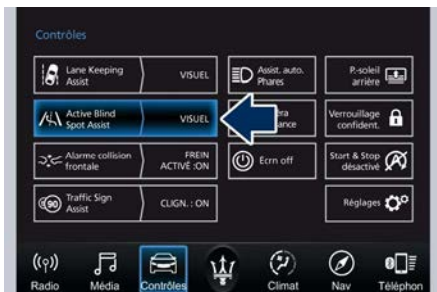 Contrôles
Lane Keeping
Assist
VISUEL
Assist. auto.
Phares
P.-soleil
arrière
Active Blind
Spot Assist
VISUEL
Verrouillage
confident.
Alarme collision
frontale
FREIN
ACTIVÉ :ON
Ecrn off
Start & Stop
désactivé
90
Traffic Sign
Assist
CLIGN. : ON
Réglages
Radio
Média
Contrôles
Climat
Nav
Téléphon